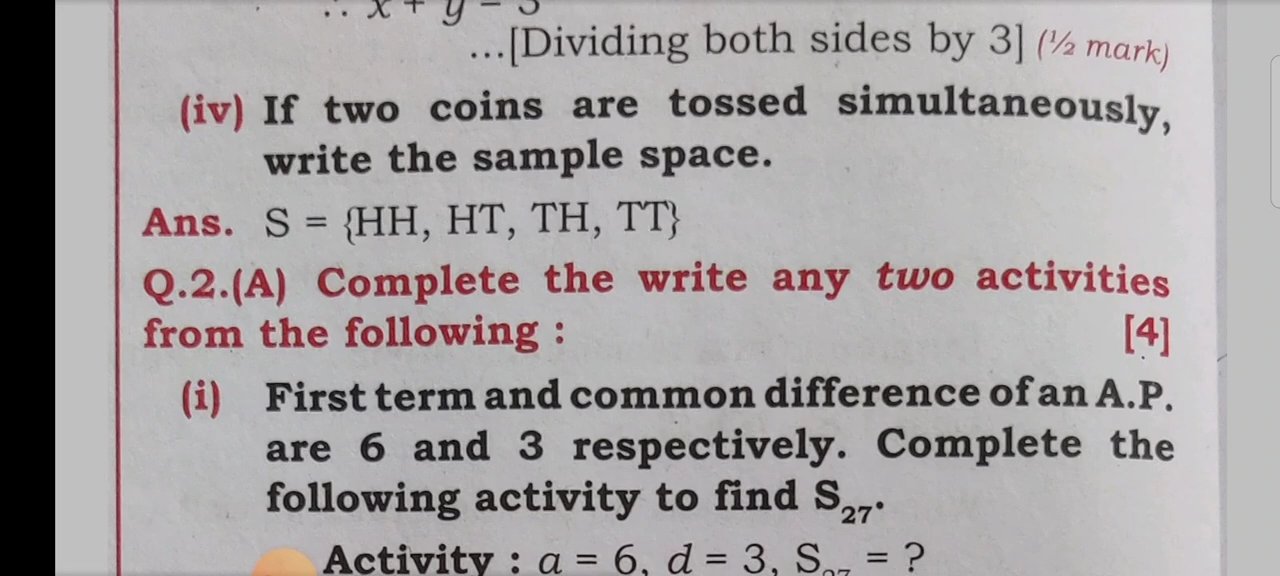 ∴ x + y = 5
...[Dividing both sides by 3] (½ mark)
(iv) If two coins are tossed simultaneously,
write the sample space.
Ans. S = {HH, HT, TH, TT}
Q.2.(A) Complete the write any two activities
from the following : [4]
(i) First term and common difference of an A.P.
are 6 and 3 respectively. Complete the
following activity to find S₂₇.
Activity : a = 6, d = 3, S₂₇ = ?